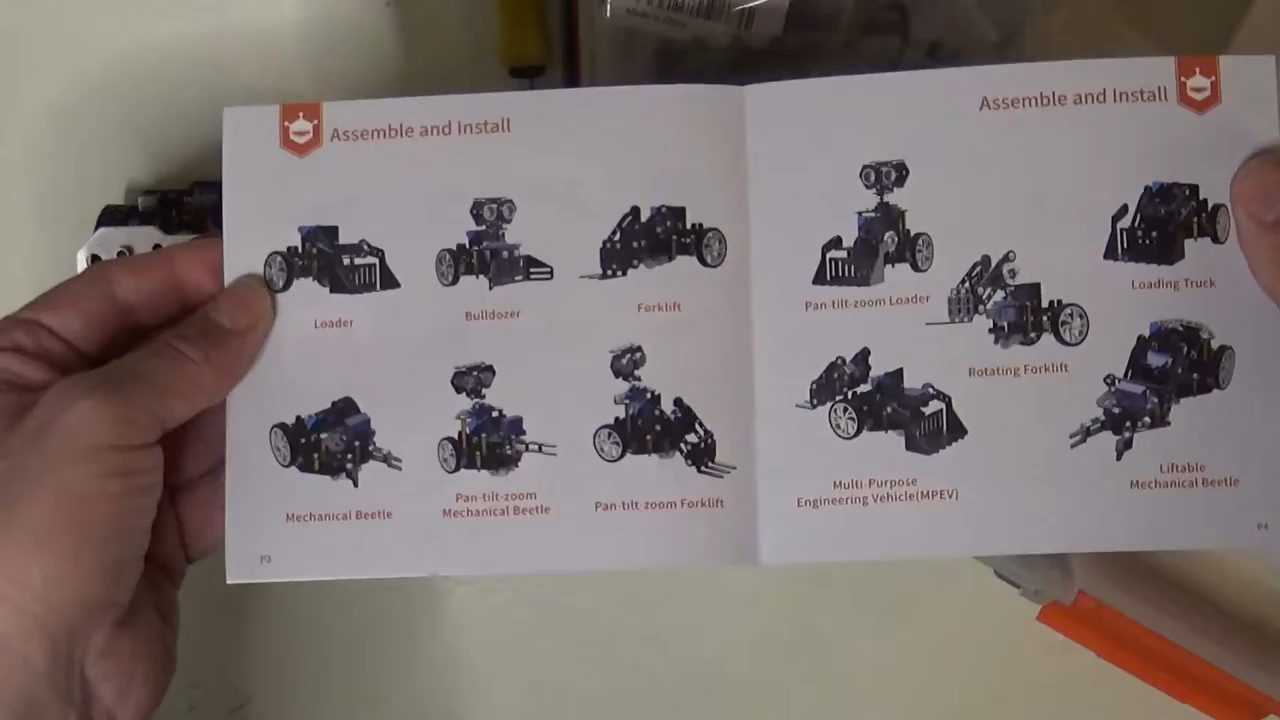 Assemble and Install
Loader
Bulldozer
Forklift
Mechanical Beetle
Pan-tilt-zoom
Mechanical Beetle
Pan-tilt-zoom Forklift
P3
Assemble and Install
Pan-tilt-zoom Loader
Loading Truck
Rotating Forklift
Multi-Purpose
Engineering Vehicle(MPEV)
Liftable
Mechanical Beetle
P4